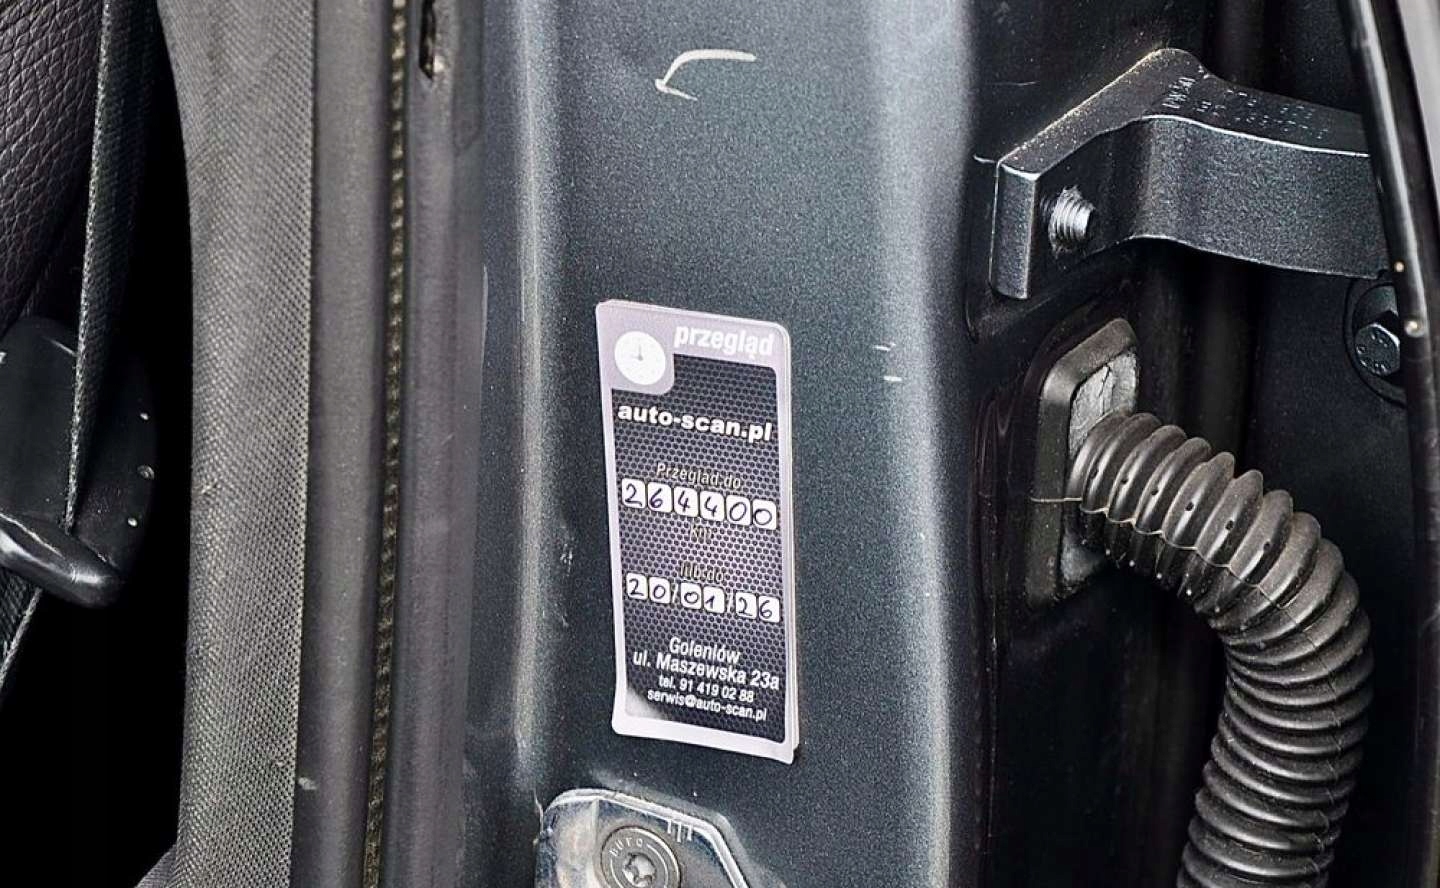 przegląd
auto-scan.pl
Przegląd do
264400
km
lub do
20/01/26
Goleniów
ul. Maszewska 23a
tel. 91 419 02 88
serwis@auto-scan.pl